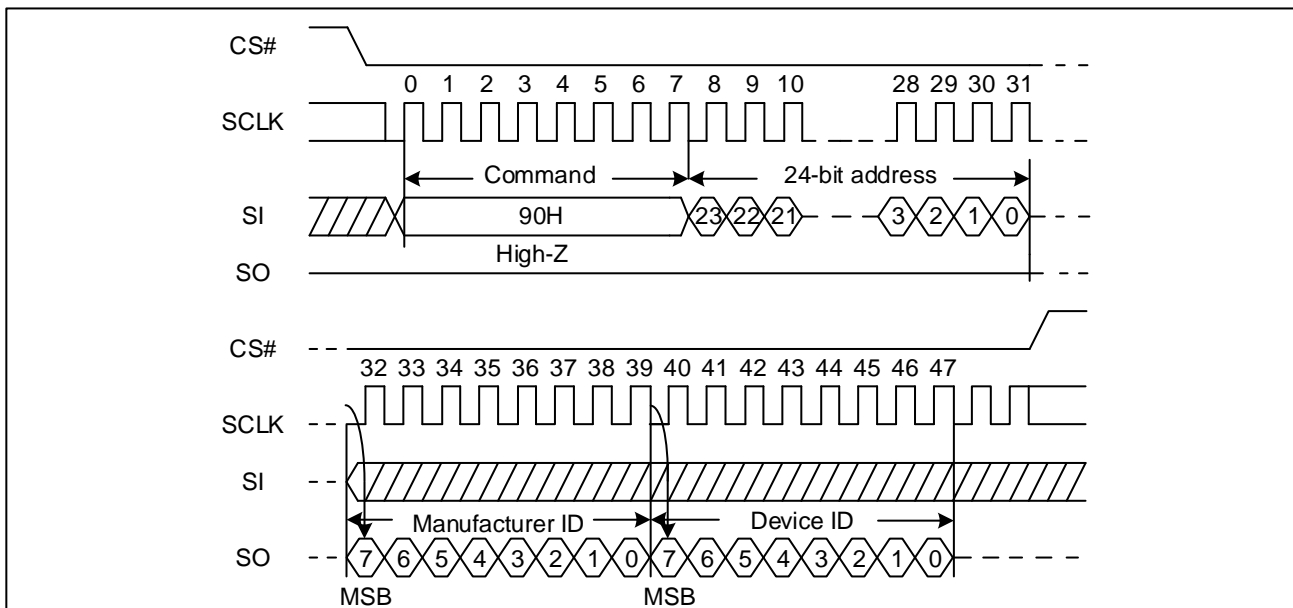 CS#
0 1 2 3 4 5 6 7 8 9 10 28 29 30 31
SCLK
Command 24-bit address
SI 90H 23 22 21 3 2 1 0
High-Z
SO
CS#
32 33 34 35 36 37 38 39 40 41 42 43 44 45 46 47
SCLK
SI
Manufacturer ID Device ID
SO 7 6 5 4 3 2 1 0 7 6 5 4 3 2 1 0
MSB MSB